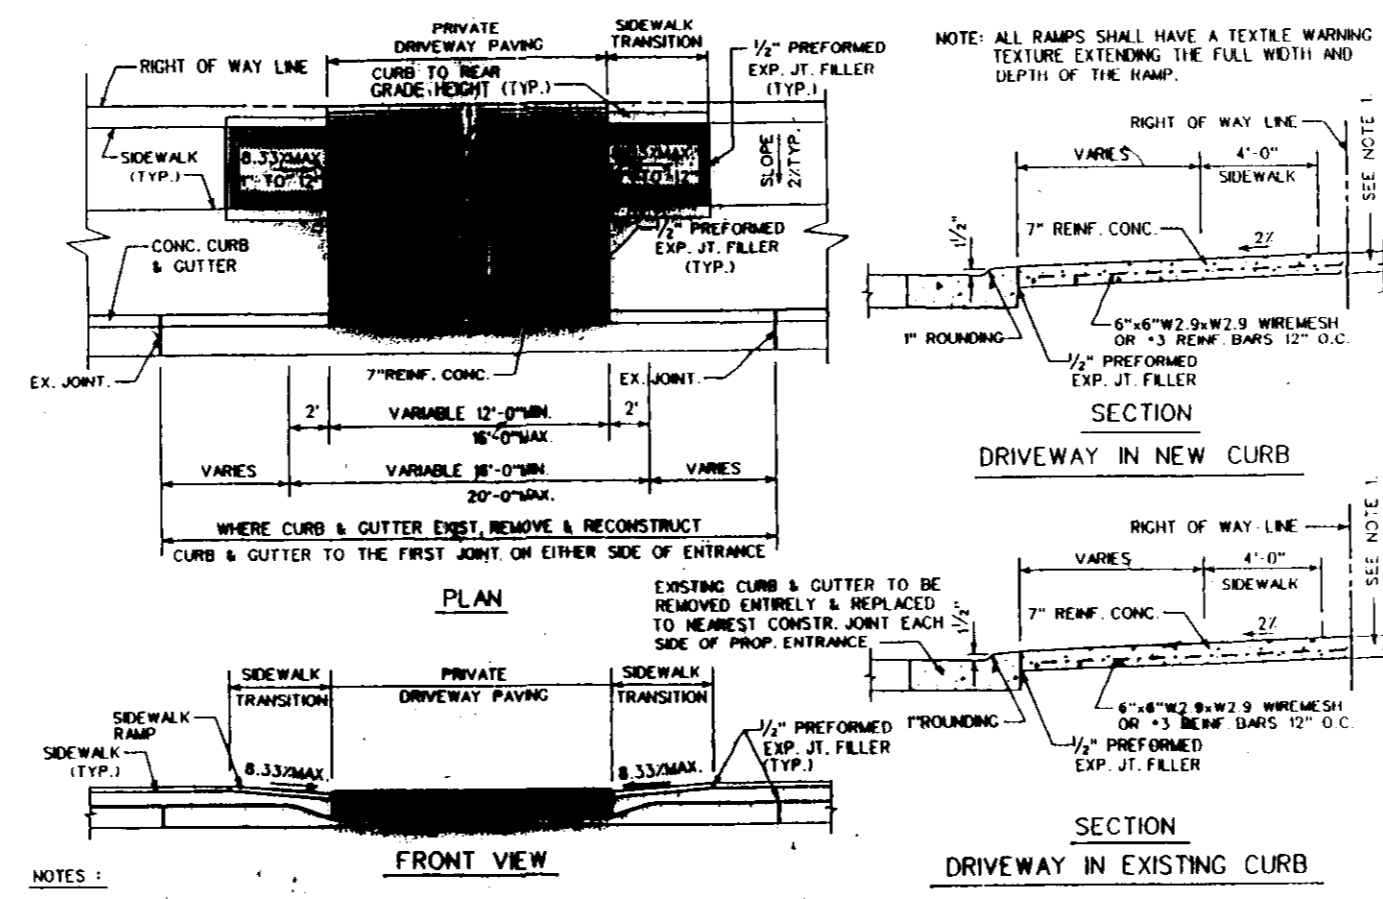 PRIVATE
DRIVEWAY PAVING
SIDEWALK
TRANSITION
1/2" PREFORMED
EXP. JT. FILLER
(TYP.)
RIGHT OF WAY LINE
CURB TO REAR
GRADE HEIGHT (TYP.)
SIDEWALK
(TYP.)
8.33%MAX
1" TO 12"
TO 12"
SLOPE
2%TYP.
CONC. CURB
& GUTTER
1/2" PREFORMED
EXP. JT. FILLER
(TYP.)
EX. JOINT.
7"REINF. CONC.
EX. JOINT.
2'
VARIABLE 12'-0"MIN.
16'-0"MAX.
2'
VARIES
VARIABLE 16'-0"MIN.
20'-0"MAX.
VARIES
WHERE CURB & GUTTER EXIST, REMOVE & RECONSTRUCT
CURB & GUTTER TO THE FIRST JOINT. ON EITHER SIDE OF ENTRANCE
PLAN
SIDEWALK
TRANSITION
PRIVATE
DRIVEWAY PAVING
SIDEWALK
TRANSITION
SIDEWALK
RAMP
SIDEWALK
(TYP.)
8.33%MAX.
8.33%MAX.
1/2" PREFORMED
EXP. JT. FILLER
(TYP.)
FRONT VIEW
NOTES :
NOTE: ALL RAMPS SHALL HAVE A TEXTILE WARNING
TEXTURE EXTENDING THE FULL WIDTH AND
DEPTH OF THE RAMP.
RIGHT OF WAY LINE
SEE NOTE 1.
VARIES
4'-0"
SIDEWALK
1 1/2"
7" REINF. CONC.
2%
1" ROUNDING
6"x6"W2.9xW2.9 WIREMESH
OR #3 REINF. BARS 12" O.C.
1/2" PREFORMED
EXP. JT. FILLER
SECTION
DRIVEWAY IN NEW CURB
RIGHT OF WAY LINE
SEE NOTE 1.
VARIES
4'-0"
SIDEWALK
EXISTING CURB & GUTTER TO BE
REMOVED ENTIRELY & REPLACED
TO NEAREST CONSTR. JOINT EACH
SIDE OF PROP. ENTRANCE
1 1/2"
7" REINF. CONC.
2%
1"ROUNDING
6"x6"W2.9xW2.9 WIREMESH
OR #3 REINF. BARS 12" O.C.
1/2" PREFORMED
EXP. JT. FILLER
SECTION
DRIVEWAY IN EXISTING CURB